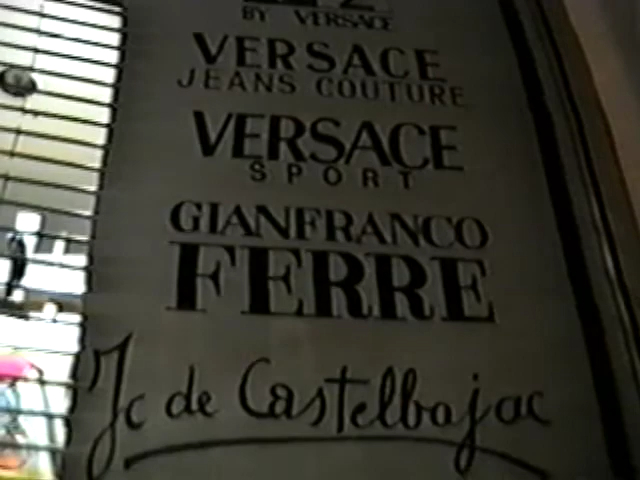 BY VERSACE
VERSACE
JEANS COUTURE
VERSACE
SPORT
GIANFRANCO
FERRE
Jc de Castelbajac